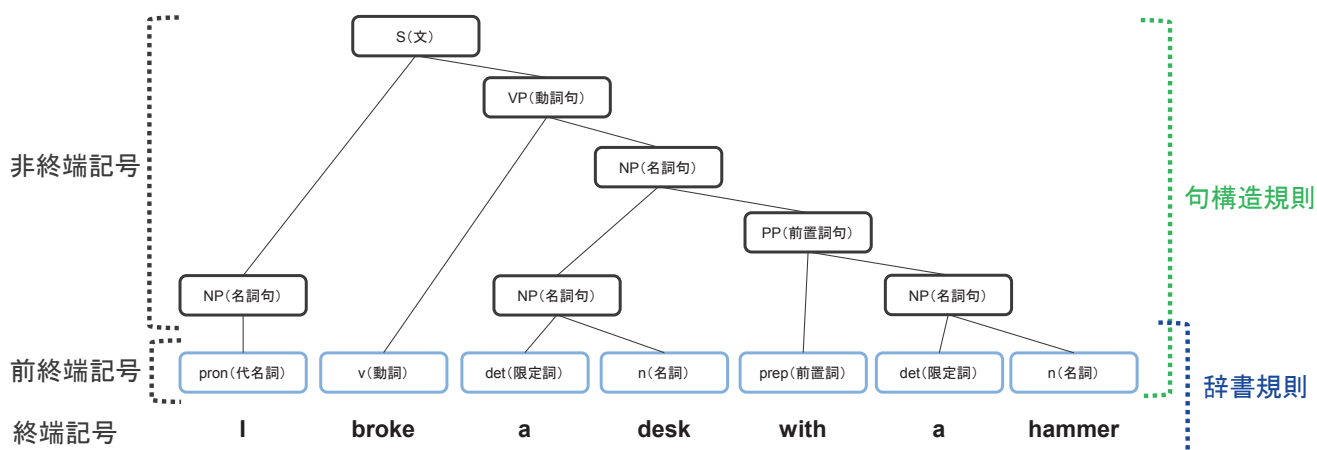 S(文)
VP(動詞句)
非終端記号
NP(名詞句)
句構造規則
PP(前置詞句)
NP(名詞句)
NP(名詞句)
NP(名詞句)
前終端記号
pron(代名詞)
v(動詞)
det(限定詞)
n(名詞)
prep(前置詞)
det(限定詞)
n(名詞)
辞書規則
終端記号
I broke a desk with a hammer